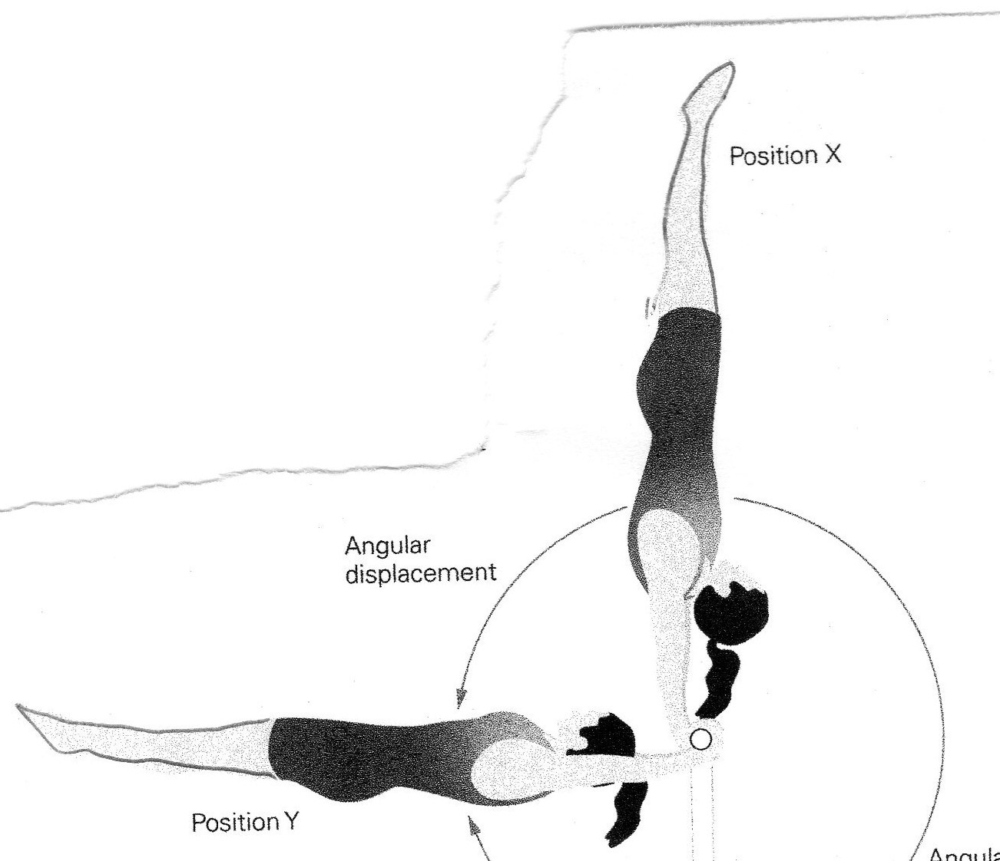 Position X
Angular
displacement
Position Y